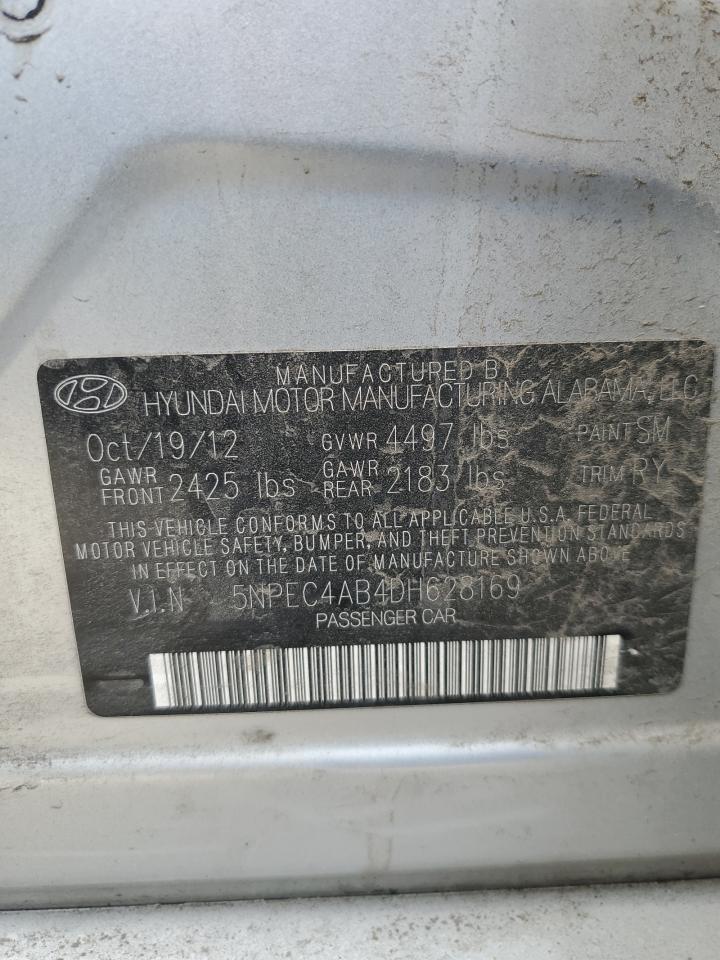 MANUFACTURED BY
HYUNDAI MOTOR MANUFACTURING ALABAMA, LLC
Oct/19/12 GVWR 4497 lbs PAINT SM
GAWR FRONT 2425 lbs GAWR REAR 2183 lbs TRIM RY
THIS VEHICLE CONFORMS TO ALL APPLICABLE U.S.A. FEDERAL
MOTOR VEHICLE SAFETY, BUMPER, AND THEFT PREVENTION STANDARDS
IN EFFECT ON THE DATE OF MANUFACTURE SHOWN ABOVE
V.I.N 5NPEC4AB4DH628169
PASSENGER CAR